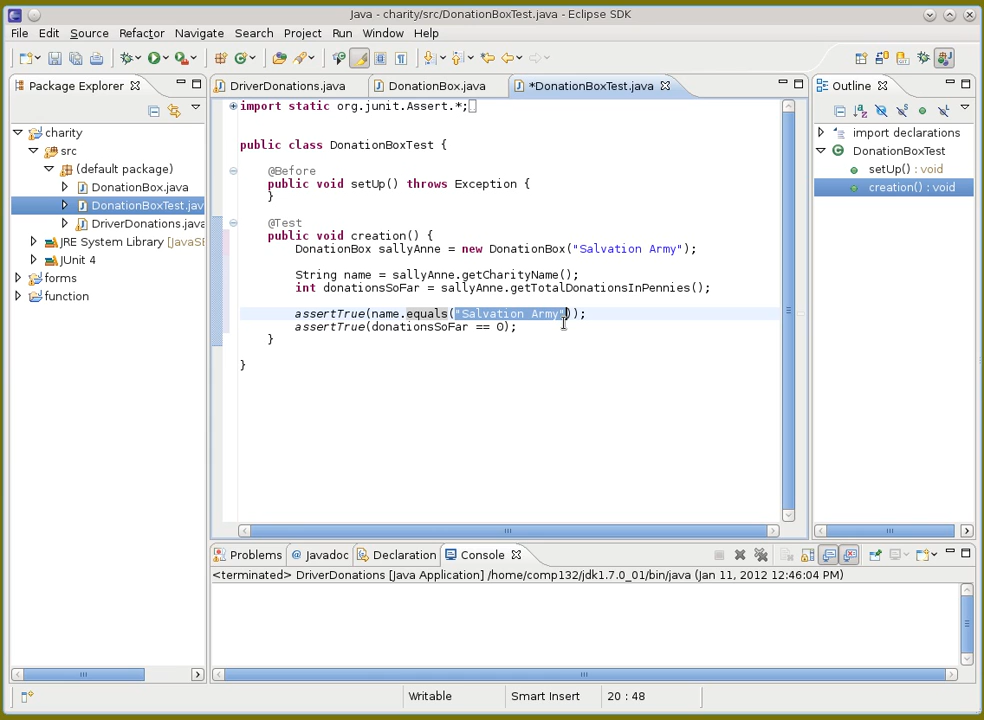 Java - charity/src/DonationBoxTest.java - Eclipse SDK
File Edit Source Refactor Navigate Search Project Run Window Help
Package Explorer
charity
src
(default package)
DonationBox.java
DonationBoxTest.jav
DriverDonations.java
JRE System Library [JavaSE
JUnit 4
forms
function
DriverDonations.java DonationBox.java *DonationBoxTest.java
import static org.junit.Assert.*;
public class DonationBoxTest {
@Before
public void setUp() throws Exception {
}
@Test
public void creation() {
DonationBox sallyAnne = new DonationBox("Salvation Army");
String name = sallyAnne.getCharityName();
int donationsSoFar = sallyAnne.getTotalDonationsInPennies();
assertTrue(name.equals("Salvation Army"));
assertTrue(donationsSoFar == 0);
}
}
Outline
import declarations
DonationBoxTest
setUp() : void
creation() : void
Problems Javadoc Declaration Console
<terminated> DriverDonations [Java Application] /home/comp132/jdk1.7.0_01/bin/java (Jan 11, 2012 12:46:04 PM)
Writable Smart Insert 20 : 48